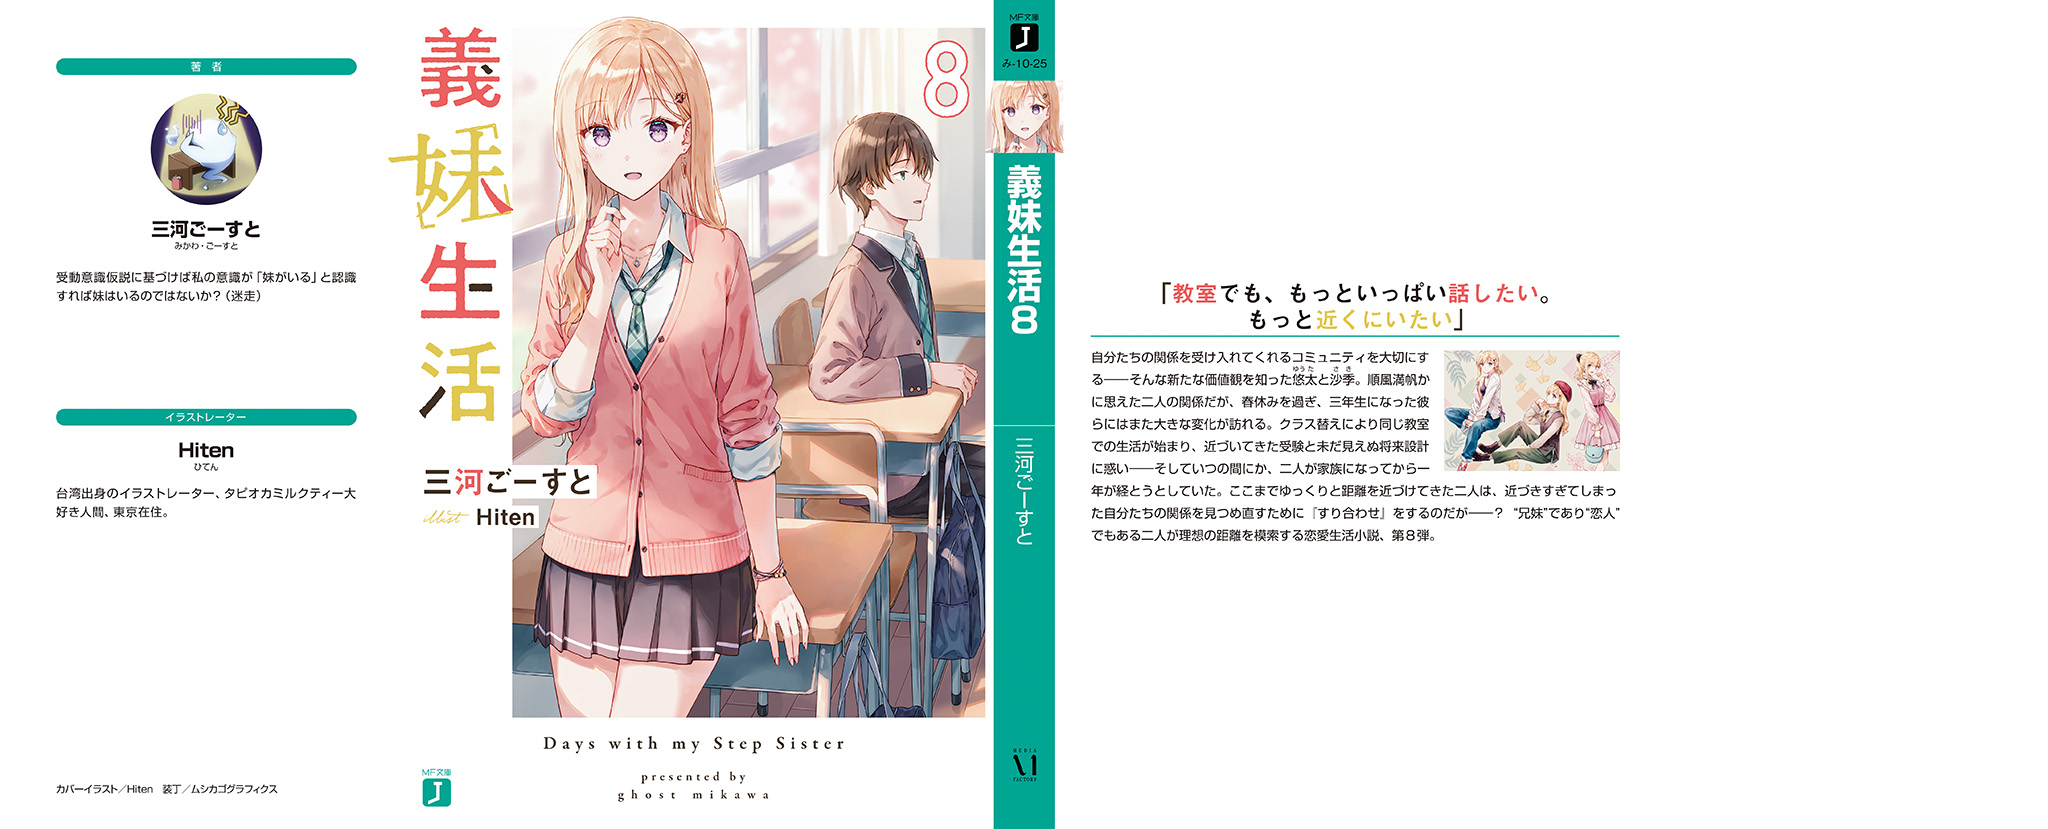 著 者
三河ごーすと
みかわ・ごーすと
受動意識仮説に基づけば私の意識が「妹がいる」と認識
すれば妹はいるのではないか?(迷走)
イラストレーター
Hiten
ひてん
台湾出身のイラストレーター、タピオカミルクティー大
好き人間、東京在住。
カバーイラスト/Hiten 装丁/ムシカゴグラフィクス
義妹生活
8
三河ごーすと
illust Hiten
Days with my Step Sister
presented by
ghost mikawa
MF文庫
J
MF文庫
J
み-10-25
義妹生活8
三河ごーすと
MEDIA
FACTORY
「教室でも、もっといっぱい話したい。
もっと近くにいたい」
自分たちの関係を受け入れてくれるコミュニティを大切にす
ゆうた さき
る——そんな新たな価値観を知った悠太と沙季。順風満帆か
に思えた二人の関係だが、春休みを過ぎ、三年生になった彼
らにはまた大きな変化が訪れる。クラス替えにより同じ教室
での生活が始まり、近づいてきた受験と未だ見えぬ将来設計
に惑い——そしていつの間にか、二人が家族になってから一
年が経とうとしていた。ここまでゆっくりと距離を近づけてきた二人は、近づきすぎてしまっ
た自分たちの関係を見つめ直すために『すり合わせ』をするのだが——? “兄妹”であり“恋人”
でもある二人が理想の距離を模索する恋愛生活小説、第8弾。